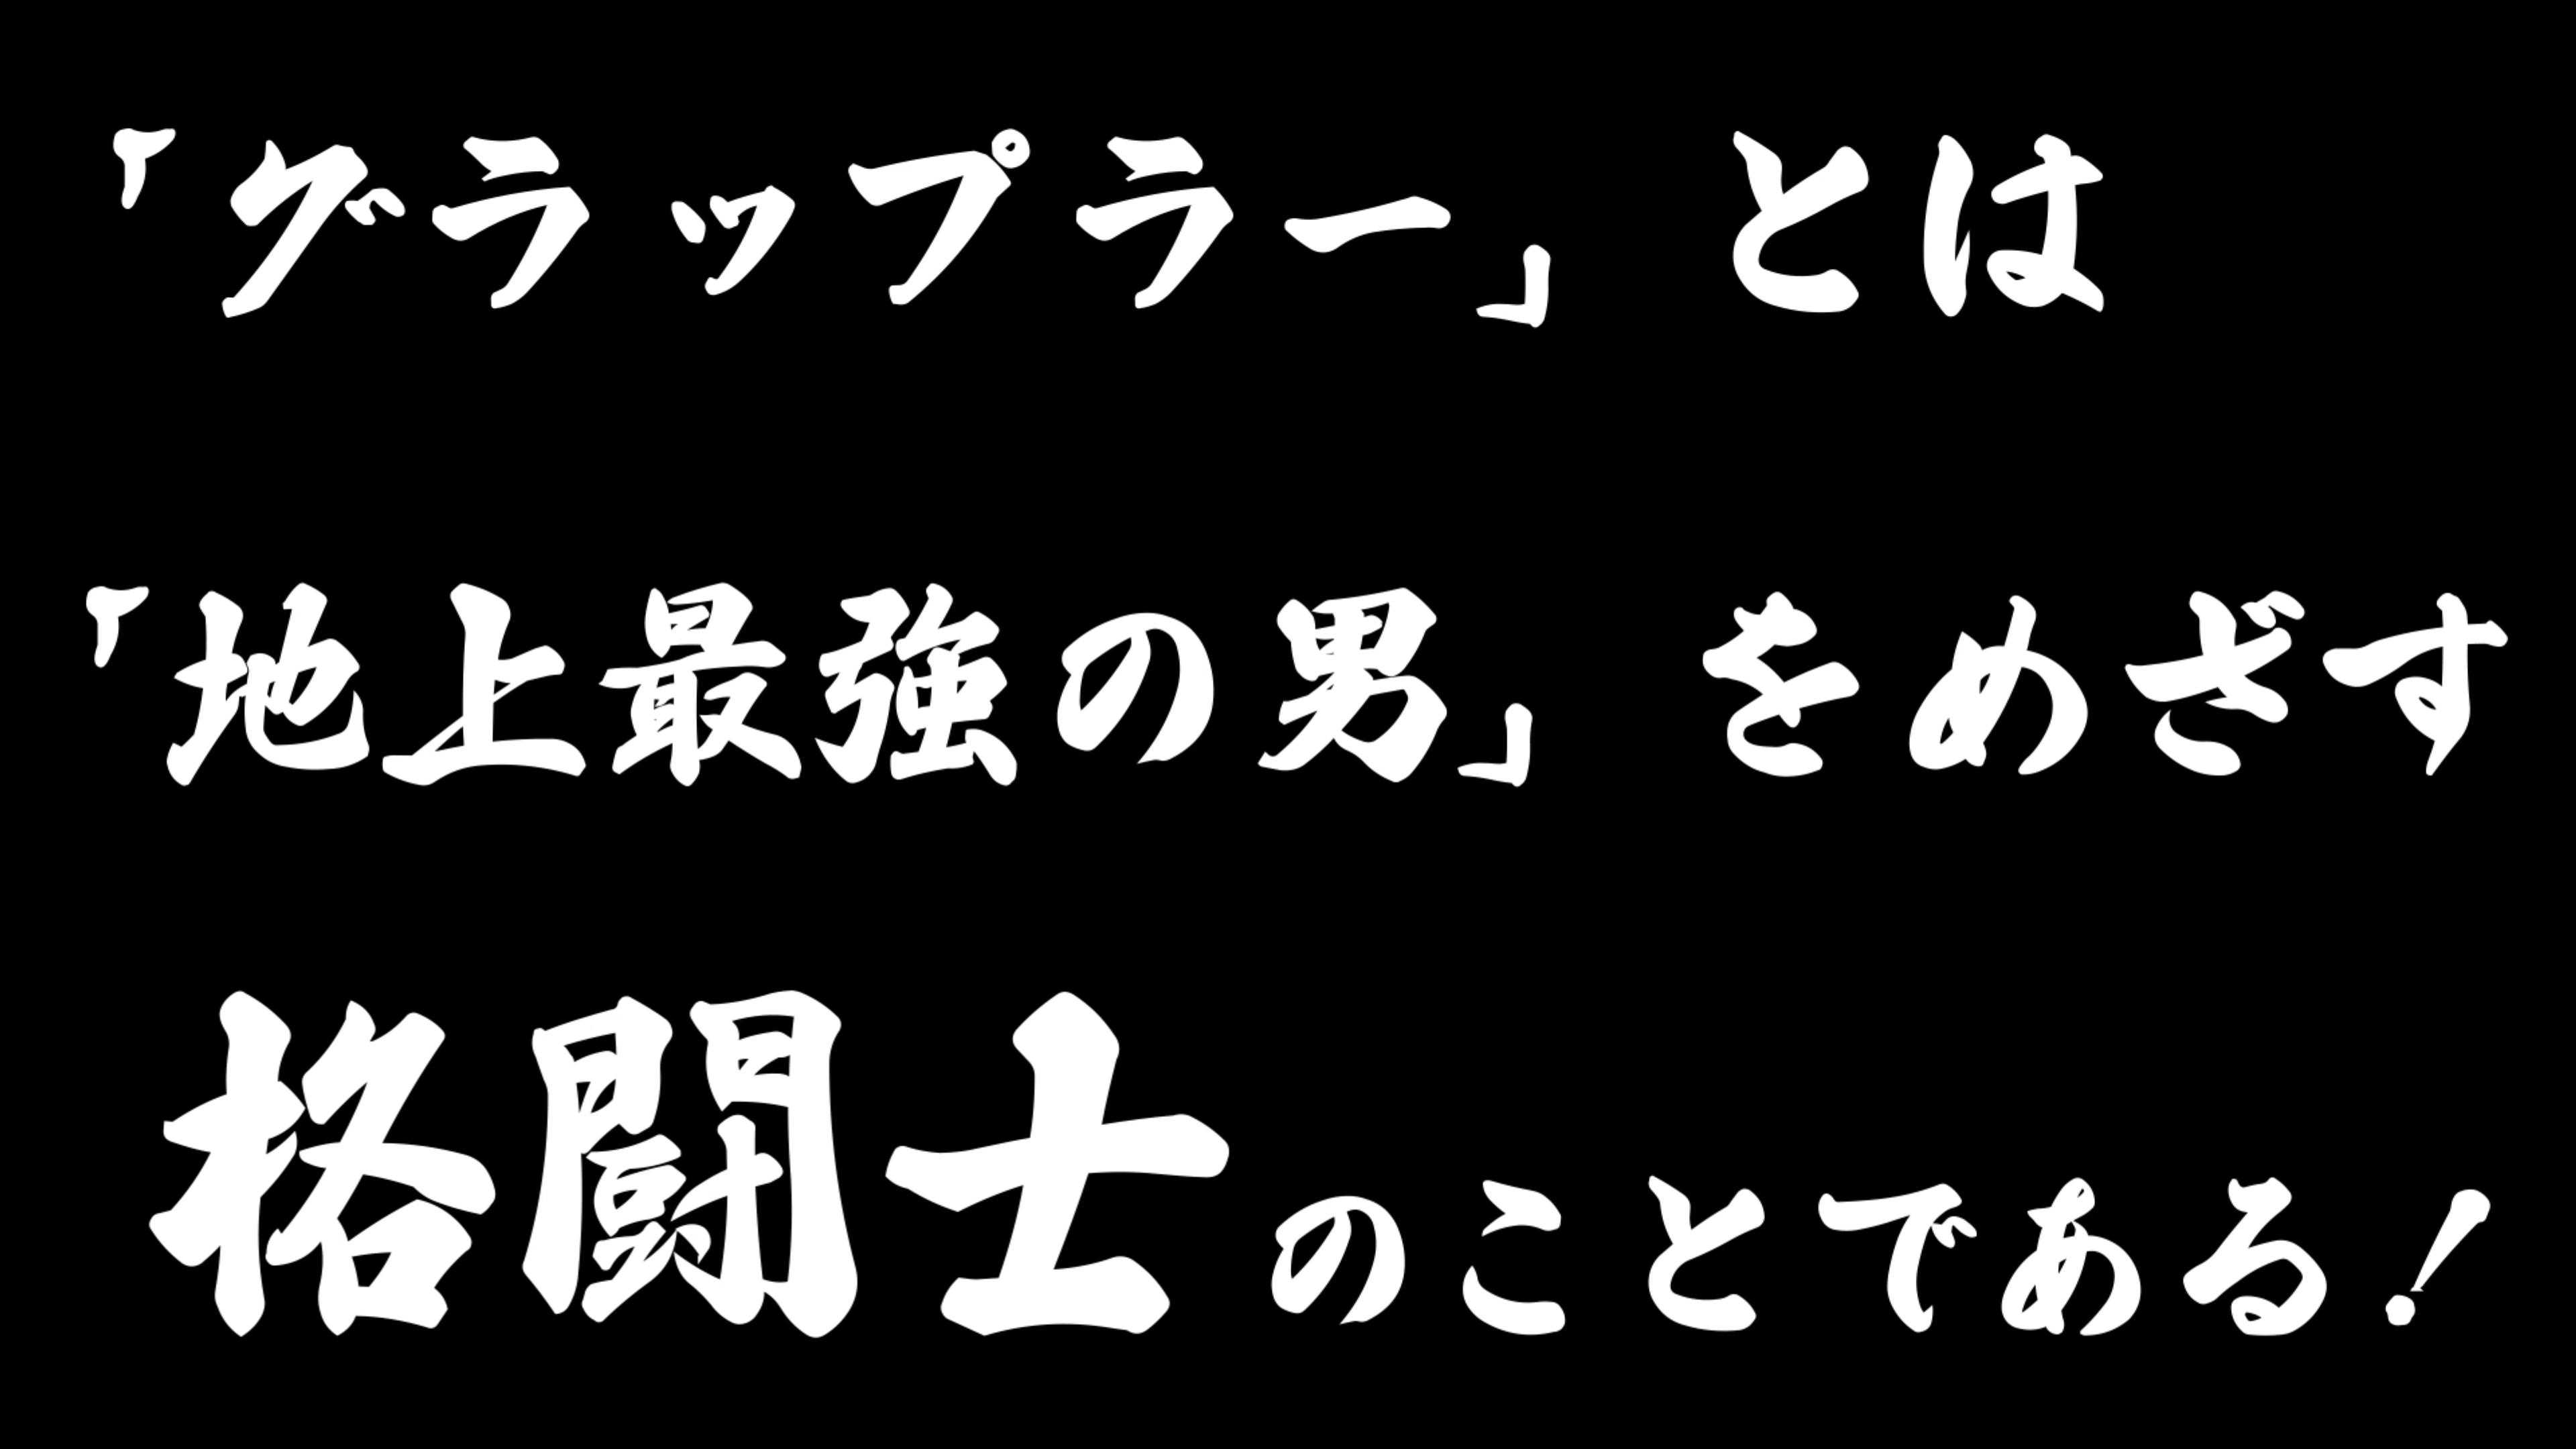 「グラップラー」とは
「地上最強の男」をめざす
格闘士のことである！